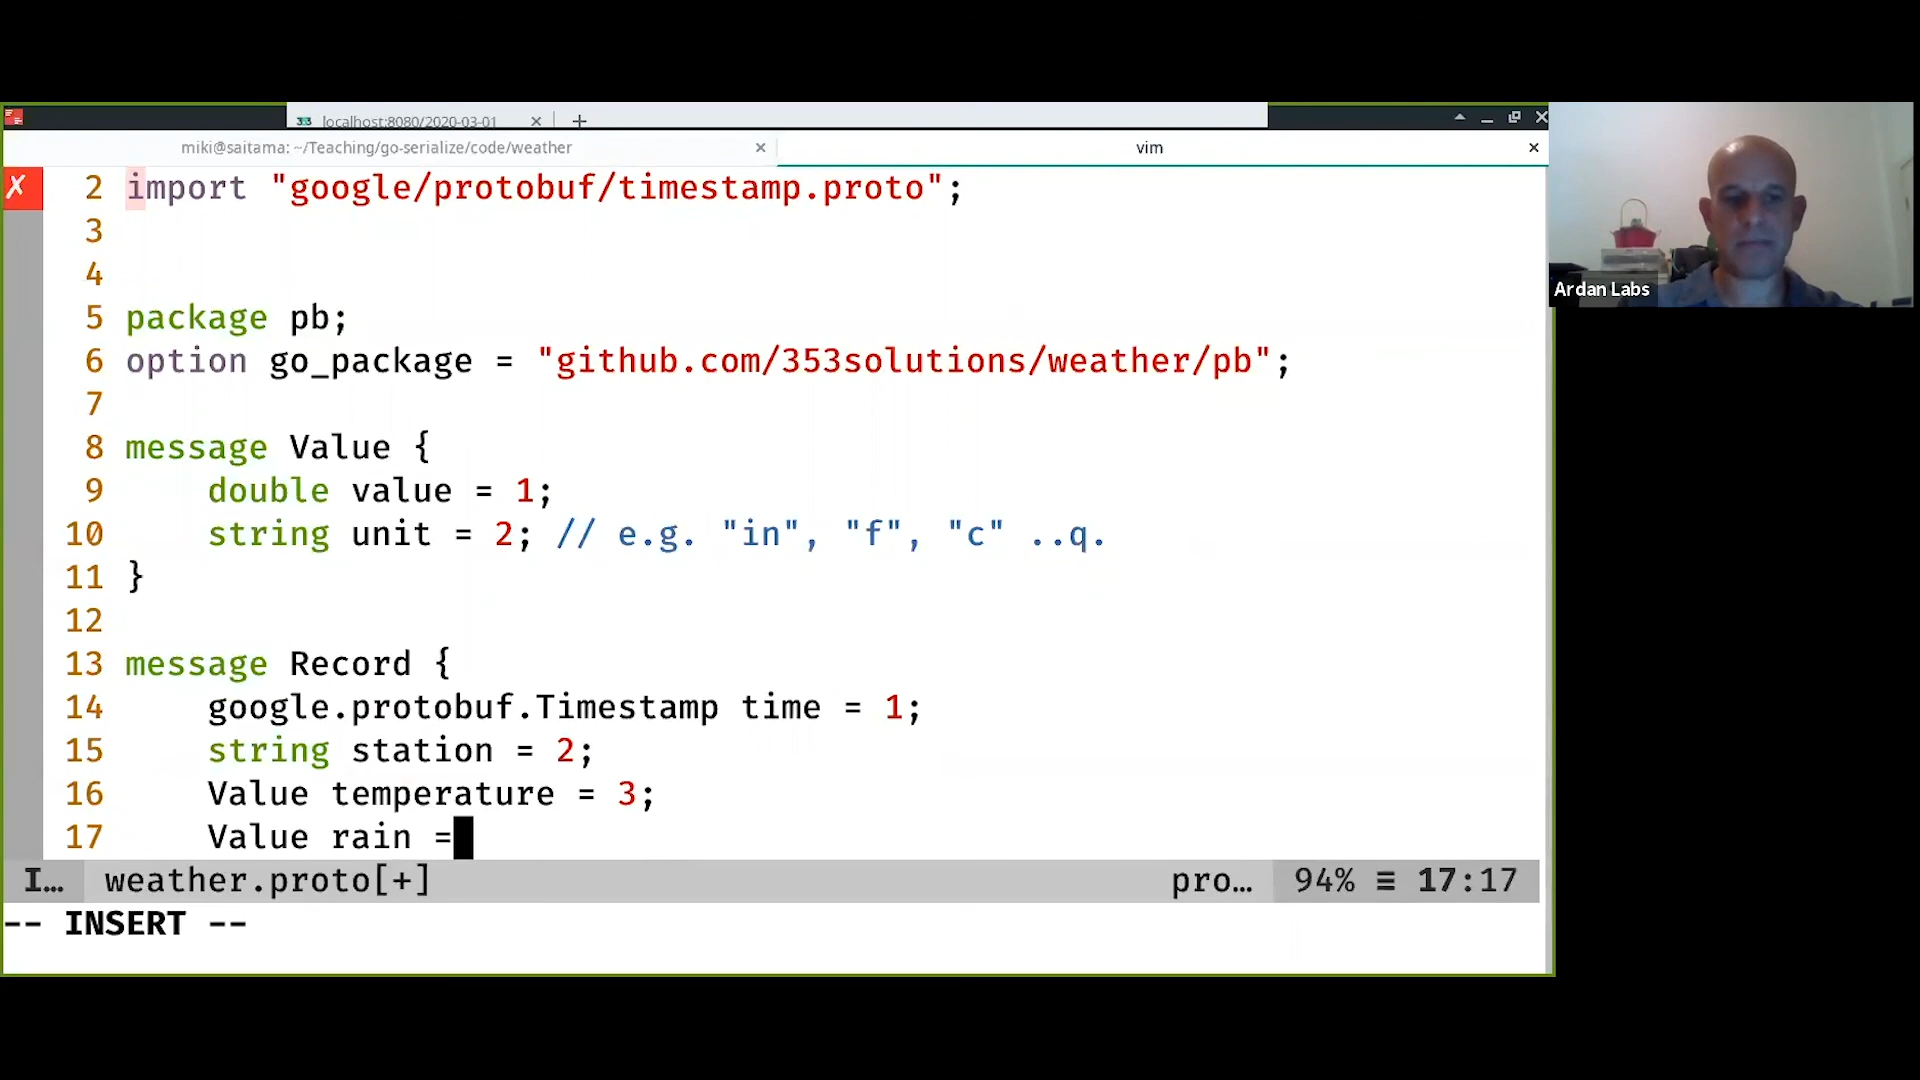 localhost:8080/2020-03-01
miki@saitama: ~/Teaching/go-serialize/code/weather
vim
✗ 2 import "google/protobuf/timestamp.proto";
3
4
5 package pb;
6 option go_package = "github.com/353solutions/weather/pb";
7
8 message Value {
9 double value = 1;
10 string unit = 2; // e.g. "in", "f", "c" ..q.
11 }
12
13 message Record {
14 google.protobuf.Timestamp time = 1;
15 string station = 2;
16 Value temperature = 3;
17 Value rain =
I… weather.proto[+] pro… 94% ≡ 17:17
-- INSERT --
Ardan Labs